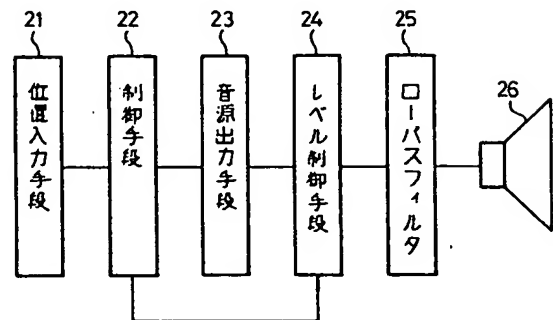 21
22
23
24
25
26
位置入力手段
制御手段
音源出力手段
レベル制御手段
ローパスフィルタ